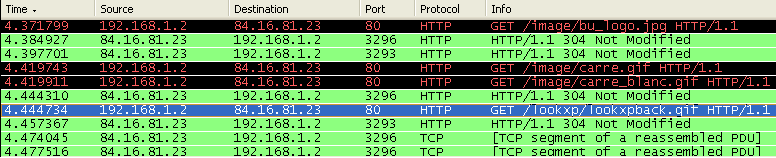 Time Source Destination Port Protocol Info
4.371799 192.168.1.2 84.16.81.23 80 HTTP GET /image/bu_logo.jpg HTTP/1.1
4.384927 84.16.81.23 192.168.1.2 3296 HTTP HTTP/1.1 304 Not Modified
4.397701 84.16.81.23 192.168.1.2 3293 HTTP HTTP/1.1 304 Not Modified
4.419743 192.168.1.2 84.16.81.23 80 HTTP GET /image/carre.gif HTTP/1.1
4.419911 192.168.1.2 84.16.81.23 80 HTTP GET /image/carre_blanc.gif HTTP/1.1
4.444310 84.16.81.23 192.168.1.2 3296 HTTP HTTP/1.1 304 Not Modified
4.444734 192.168.1.2 84.16.81.23 80 HTTP GET /lookxp/lookxpback.gif HTTP/1.1
4.457367 84.16.81.23 192.168.1.2 3293 HTTP HTTP/1.1 304 Not Modified
4.474045 84.16.81.23 192.168.1.2 3296 TCP [TCP segment of a reassembled PDU]
4.477516 84.16.81.23 192.168.1.2 3296 TCP [TCP segment of a reassembled PDU]